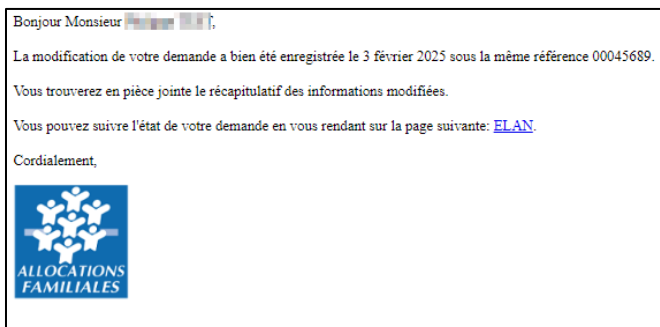 Bonjour Monsieur
La modification de votre demande a bien été enregistrée le 3 février 2025 sous la même référence 00045689.
Vous trouverez en pièce jointe le récapitulatif des informations modifiées.
Vous pouvez suivre l'état de votre demande en vous rendant sur la page suivante: ELAN.
Cordialement,
ALLOCATIONS
FAMILIALES